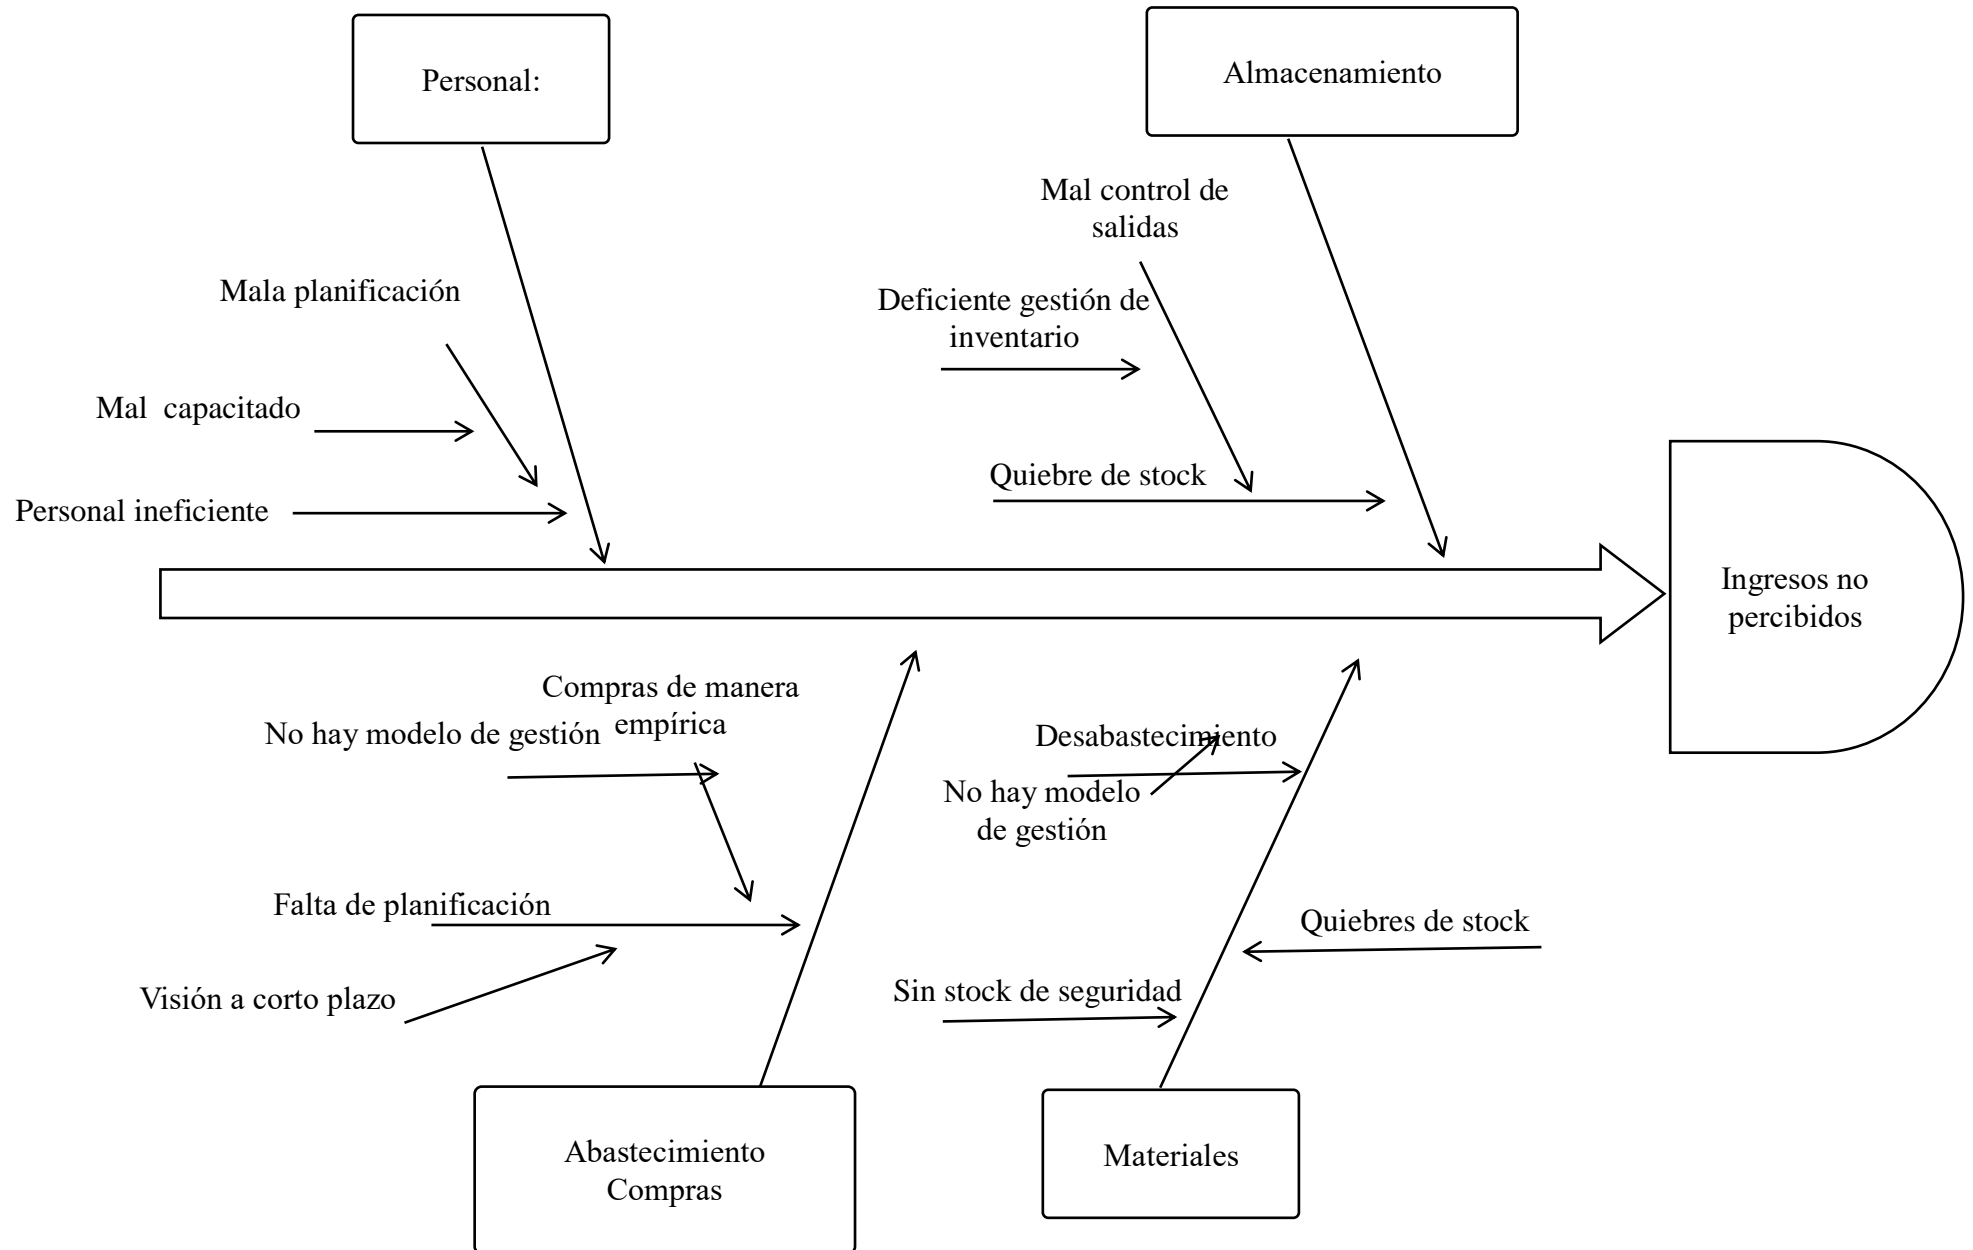 Personal:
Almacenamiento
Mal control de
salidas
Mala planificación
Deficiente gestión de
inventario
Mal  capacitado
Quiebre de stock
Personal ineficiente
Ingresos no
percibidos
Compras de manera
empírica
No hay modelo de gestión
Desabastecimiento
No hay modelo
de gestión
Falta de planificación
Quiebres de stock
Visión a corto plazo
Sin stock de seguridad
Abastecimiento
Compras
Materiales